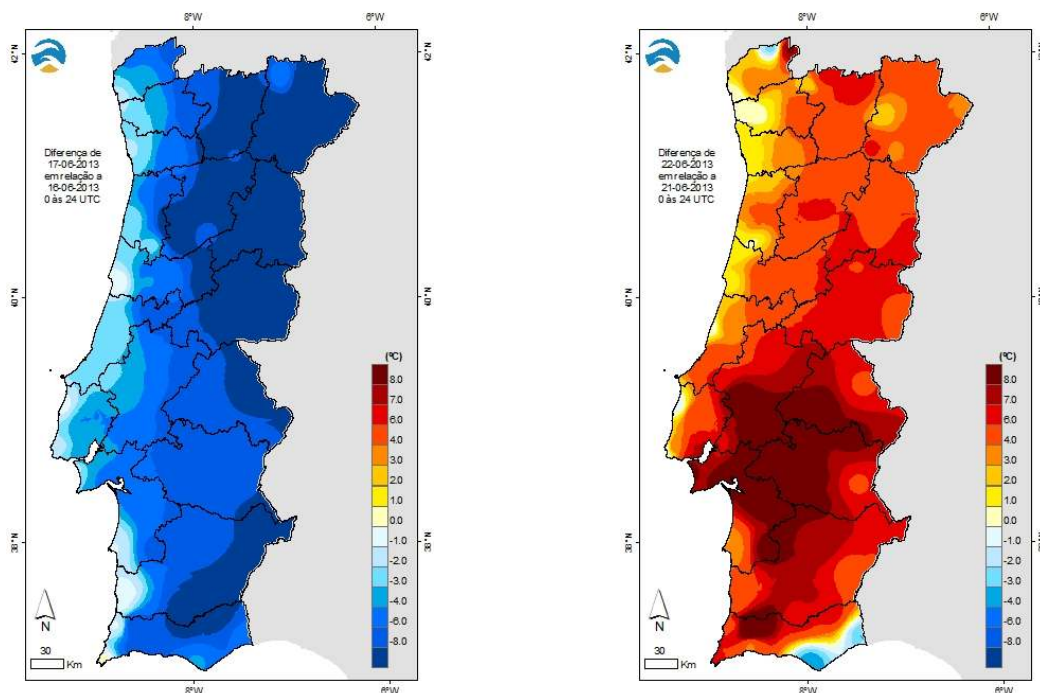 8°W
6°W
42°N
42°N
Diferença de
17-06-2013
em relação a
16-06-2013
0 às 24 UTC
40°N
40°N
(ºC)
8.0
7.0
6.0
4.0
3.0
2.0
1.0
0.0
-1.0
-3.0
-4.0
-6.0
-8.0
38°N
38°N
N
30
Km
8°W
6°W
8°W
6°W
42°N
Diferença de
22-06-2013
em relação a
21-06-2013
0 às 24 UTC
40°N
(ºC)
8.0
7.0
6.0
4.0
3.0
2.0
1.0
0.0
-1.0
-3.0
-4.0
-6.0
-8.0
38°N
N
30
Km
8°W
6°W